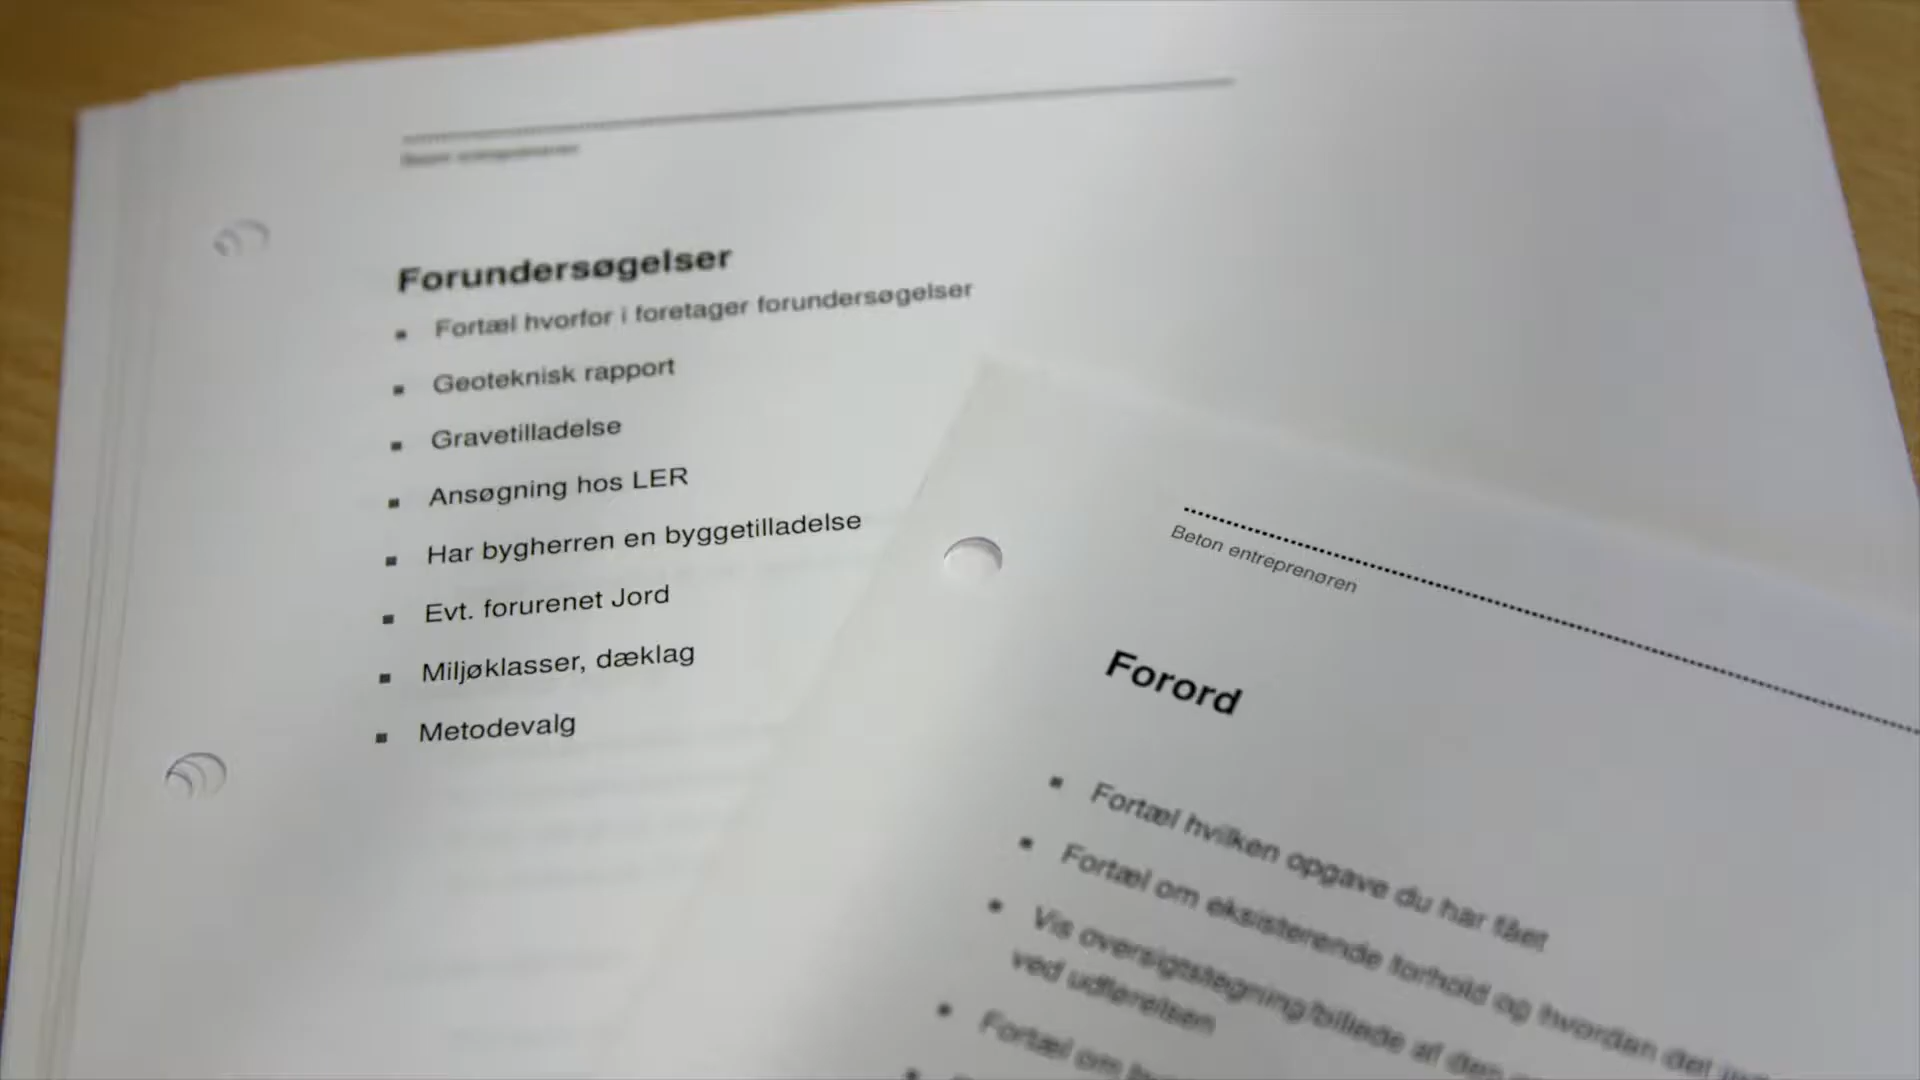 Forundersøgelser
▪ Fortæl hvorfor i foretager forundersøgelser
▪ Geoteknisk rapport
▪ Gravetilladelse
▪ Ansøgning hos LER
▪ Har bygherren en byggetilladelse
▪ Evt. forurenet Jord
▪ Miljøklasser, dæklag
▪ Metodevalg
Beton entreprenøren
Forord
▪ Fortæl hvilken opgave du har fået
▪ Fortæl om eksisterende forhold og hvordan det
▪ Vis oversigtstegning/billede af den
ved udførelsen
▪ Fortæl om